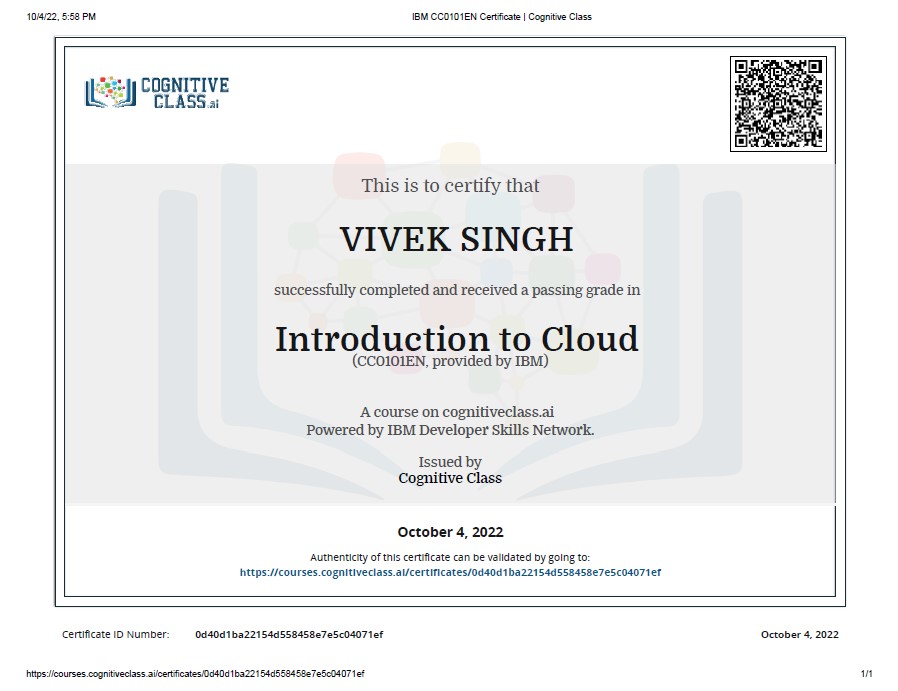 10/4/22, 5:58 PM
IBM CC0101EN Certificate | Cognitive Class
COGNITIVE
CLASS.ai
This is to certify that
VIVEK SINGH
successfully completed and received a passing grade in
Introduction to Cloud
(CC0101EN, provided by IBM)
A course on cognitiveclass.ai
Powered by IBM Developer Skills Network.
Issued by
Cognitive Class
October 4, 2022
Authenticity of this certificate can be validated by going to:
https://courses.cognitiveclass.ai/certificates/0d40d1ba22154d558458e7e5c04071ef
Certificate ID Number: 0d40d1ba22154d558458e7e5c04071ef
October 4, 2022
https://courses.cognitiveclass.ai/certificates/0d40d1ba22154d558458e7e5c04071ef
1/1